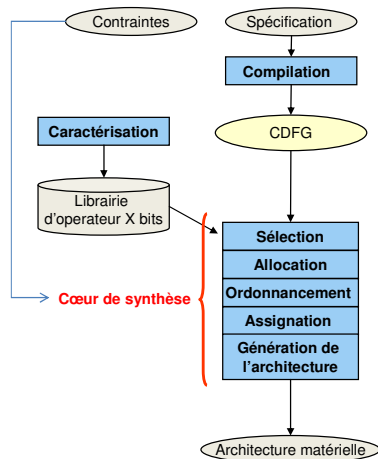 Contraintes
Spécification
Compilation
Caractérisation
CDFG
Librairie
d'operateur X bits
Sélection
Allocation
Ordonnancement
Cœur de synthèse
Assignation
Génération de
l'architecture
Architecture matérielle